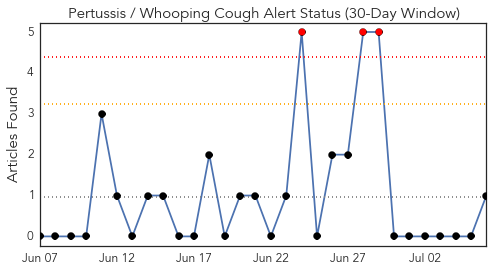 Pertussis / Whooping Cough Alert Status (30-Day Window)
Articles Found
5
4
3
2
1
0
Jun 07 Jun 12 Jun 17 Jun 22 Jun 27 Jul 02